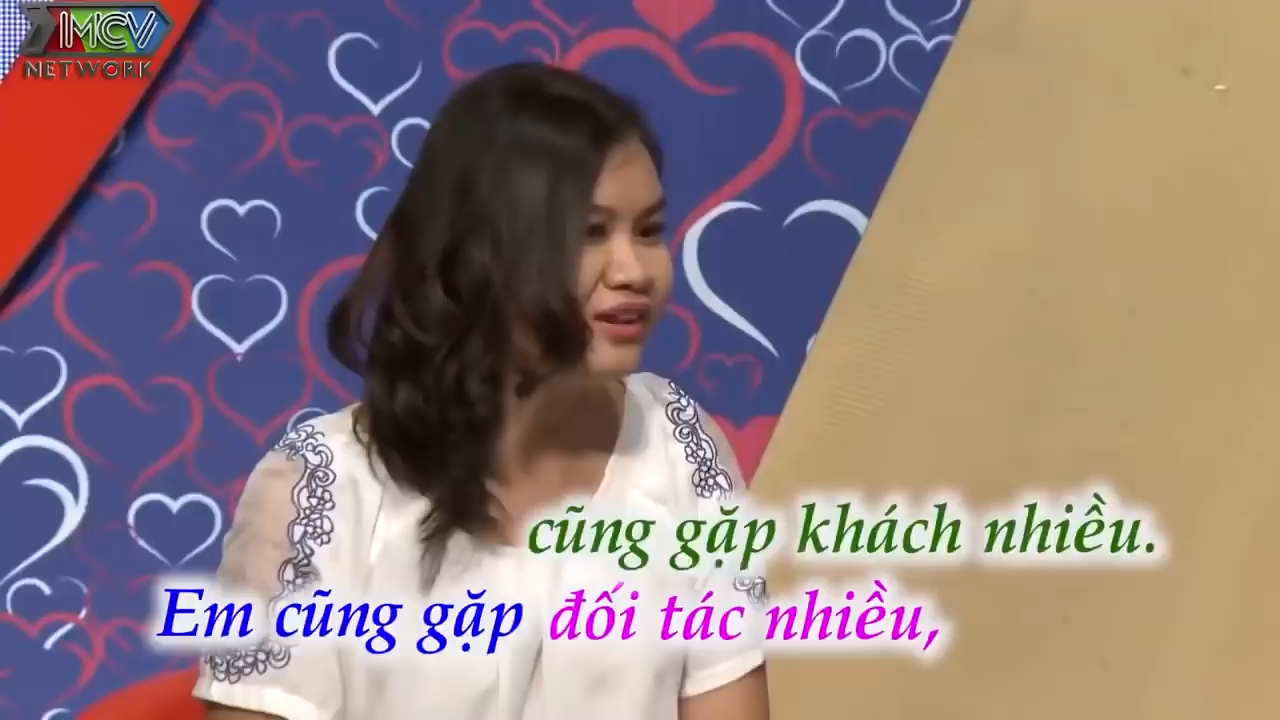 MCV
NETWORK
cũng gặp khách nhiều.
Em cũng gặp đối tác nhiều,